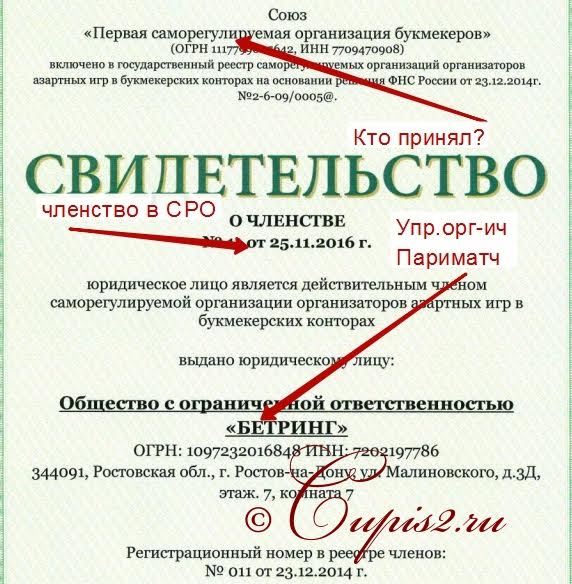 Союз
«Первая саморегулируемая организация букмекеров»
(ОГРН 642, ИНН 7709470908)
включено в государственный реестр саморегулируемых организаций организаторов
азартных игр в букмекерских конторах на основании решения ФНС России от 23.12.2014г.
№2-6-09/0005@.
Кто принял?
СВИДЕТЕЛЬСТВО
членство в СРО
О ЧЛЕНСТВЕ
от 25.11.2016 г.
Упр.орг-ич
Париматч
юридическое лицо является действительным членом
саморегулируемой организации организаторов азартных игр в
букмекерских конторах
выдано юридическому лицу:
Общество с ограниченной ответственностью
«БЕТРИНГ»
ОГРН: 1097232016848 ИНН: 7202197786
344091, Ростовская обл., г. Ростов-на-Дону, ул. Малиновского, д.3Д,
этаж. 7, комната 7
© Cupis2.ru
Регистрационный номер в реестре членов:
№ 011 от 23.12.2014 г.